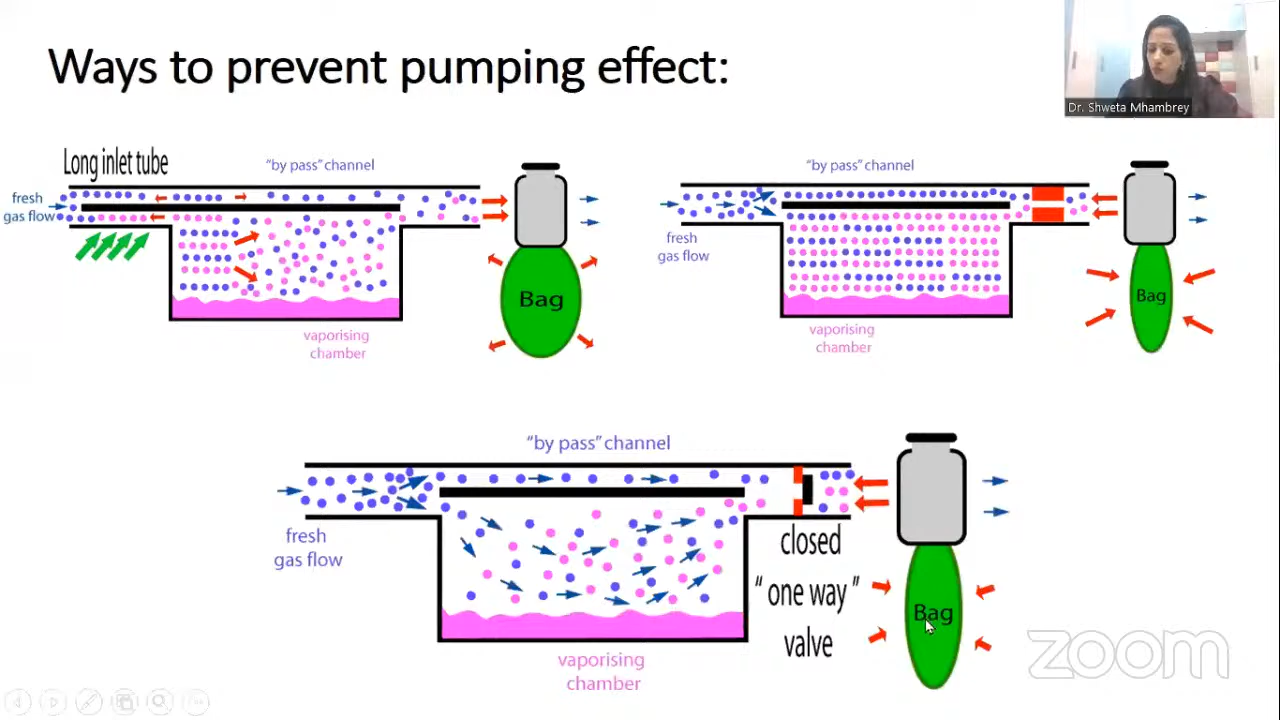 Ways to prevent pumping effect:
Dr. Shweta Mhambrey
Long inlet tube
"by pass" channel
fresh
gas flow
Bag
vaporising
chamber
"by pass" channel
fresh
gas flow
Bag
vaporising
chamber
"by pass" channel
fresh
gas flow
closed
" one way "
valve
Bag
vaporising
chamber
zoom